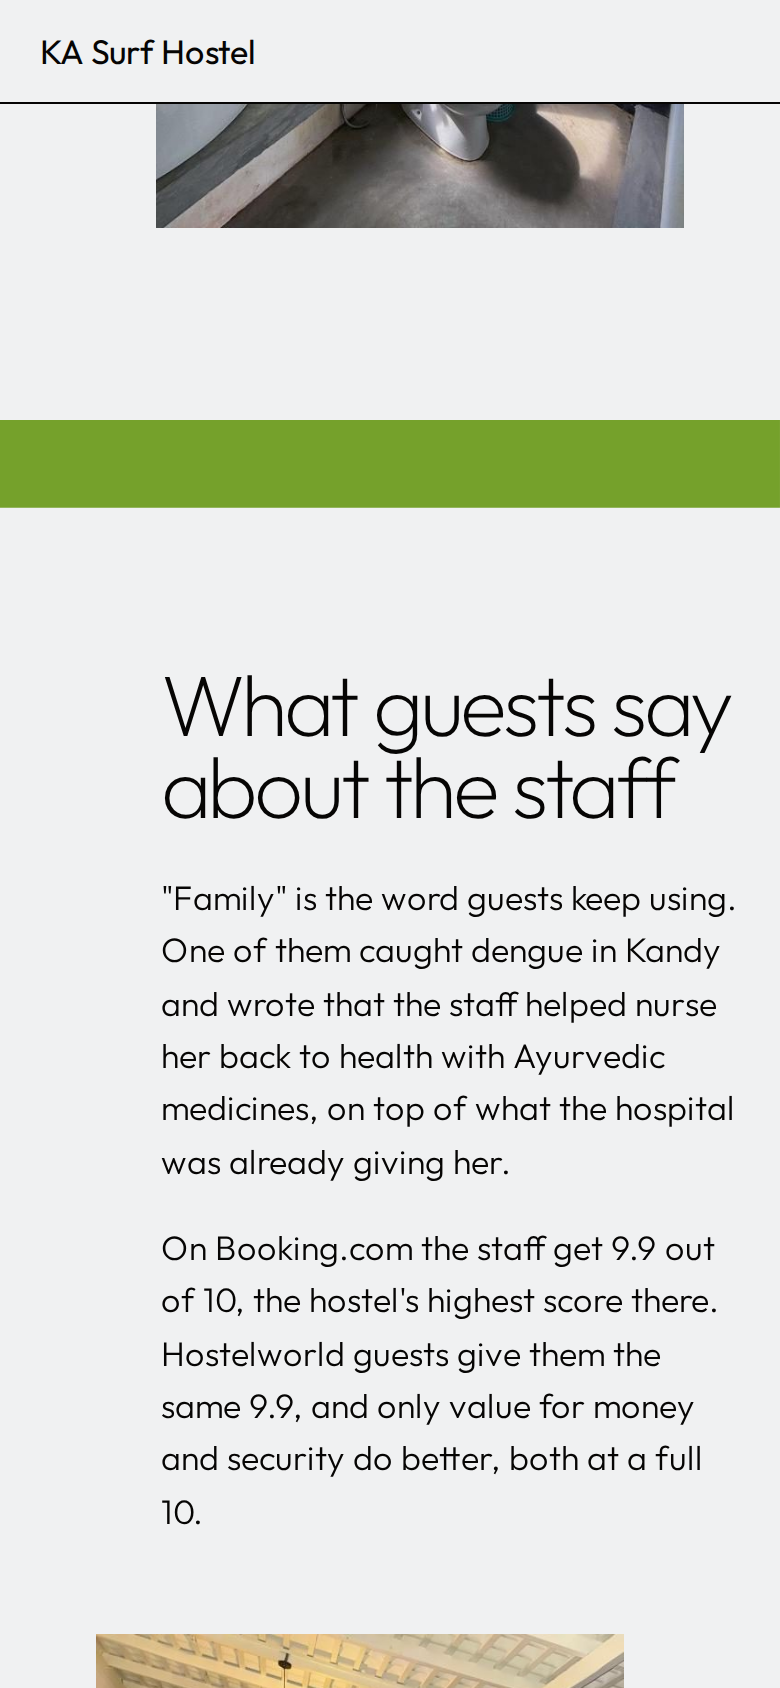 KA Surf Hostel
What guests say
about the staff
"Family" is the word guests keep using.
One of them caught dengue in Kandy
and wrote that the staff helped nurse
her back to health with Ayurvedic
medicines, on top of what the hospital
was already giving her.
On Booking.com the staff get 9.9 out
of 10, the hostel's highest score there.
Hostelworld guests give them the
same 9.9, and only value for money
and security do better, both at a full
10.